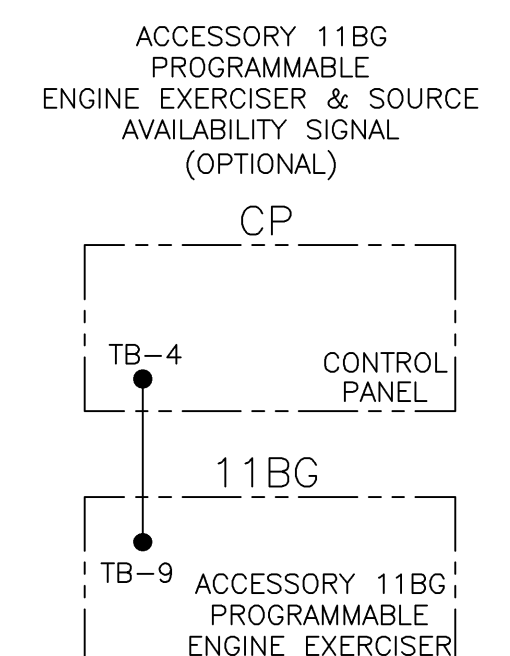 ACCESSORY 11BG
PROGRAMMABLE
ENGINE EXERCISER & SOURCE
AVAILABILITY SIGNAL
(OPTIONAL)
CP
TB-4
CONTROL
PANEL
11BG
TB-9
ACCESSORY 11BG
PROGRAMMABLE
ENGINE EXERCISER